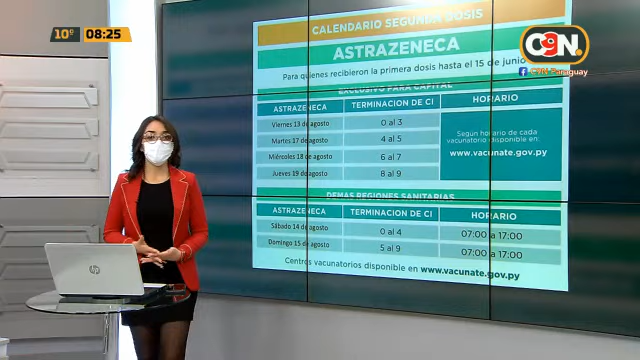 10° 08:25
CALENDARIO SEGUNDA DOSIS
ASTRAZENECA
Para quienes recibieron la primera dosis hasta el 15 de junio
C9N
Paraguay
EXCLUSIVO PARA CAPITAL
ASTRAZENECA TERMINACION DE CI HORARIO
Viernes 13 de agosto 0 al 3
Martes 17 de agosto 4 al 5
Miércoles 18 de agosto 6 al 7
Jueves 19 de agosto 8 al 9
Según horario de cada
vacunatorio disponible en:
www.vacunate.gov.py
DEMAS REGIONES SANITARIAS
ASTRAZENECA TERMINACION DE CI HORARIO
Sábado 14 de agosto 0 al 4 07:00 a 17:00
Domingo 15 de agosto 5 al 9 07:00 a 17:00
Centros vacunatorios disponible en www.vacunate.gov.py
hp